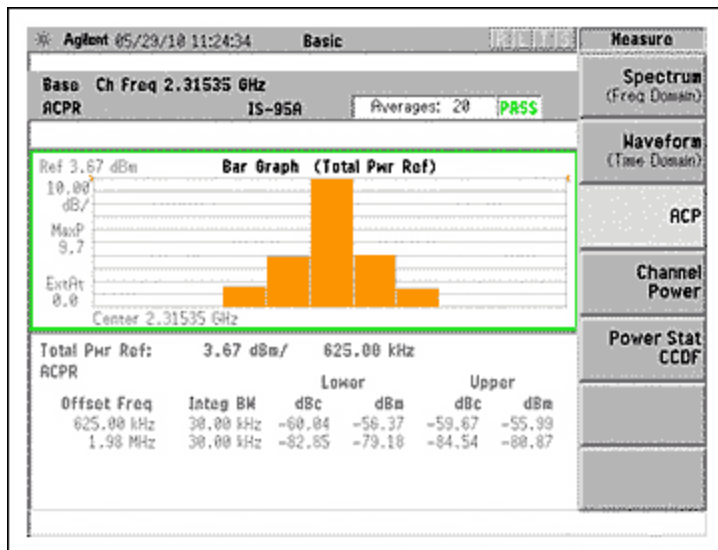 Agilent 05/29/10 11:24:34 Basic
R L T S
Measure
Base Ch Freq 2.31535 GHz
ACPR IS-95A Averages: 20 PASS
Ref 3.67 dBm Bar Graph (Total Pwr Ref)
10.00
dB/
MaxP
9.7
ExtAt
0.0
Center 2.31535 GHz
Total Pwr Ref: 3.67 dBm/ 625.00 kHz
ACPR
Lower Upper
Offset Freq Integ BW dBc dBm dBc dBm
625.00 kHz 30.00 kHz -60.04 -56.37 -59.67 -55.99
1.98 MHz 30.00 kHz -82.85 -79.18 -84.54 -80.87
Spectrum
(Freq Domain)
Waveform
(Time Domain)
ACP
Channel
Power
Power Stat
CCDF